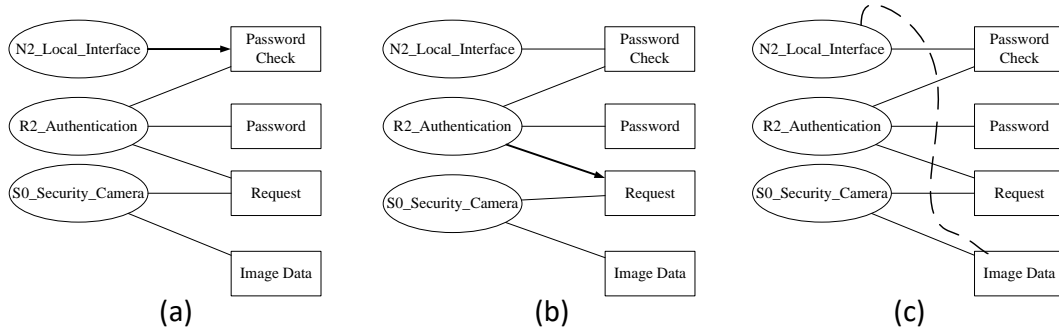 N2_Local_Interface
Password
Check
R2_Authentication
Password
S0_Security_Camera
Request
Image Data
(a)
N2_Local_Interface
Password
Check
R2_Authentication
Password
S0_Security_Camera
Request
Image Data
(b)
N2_Local_Interface
Password
Check
R2_Authentication
Password
S0_Security_Camera
Request
Image Data
(c)